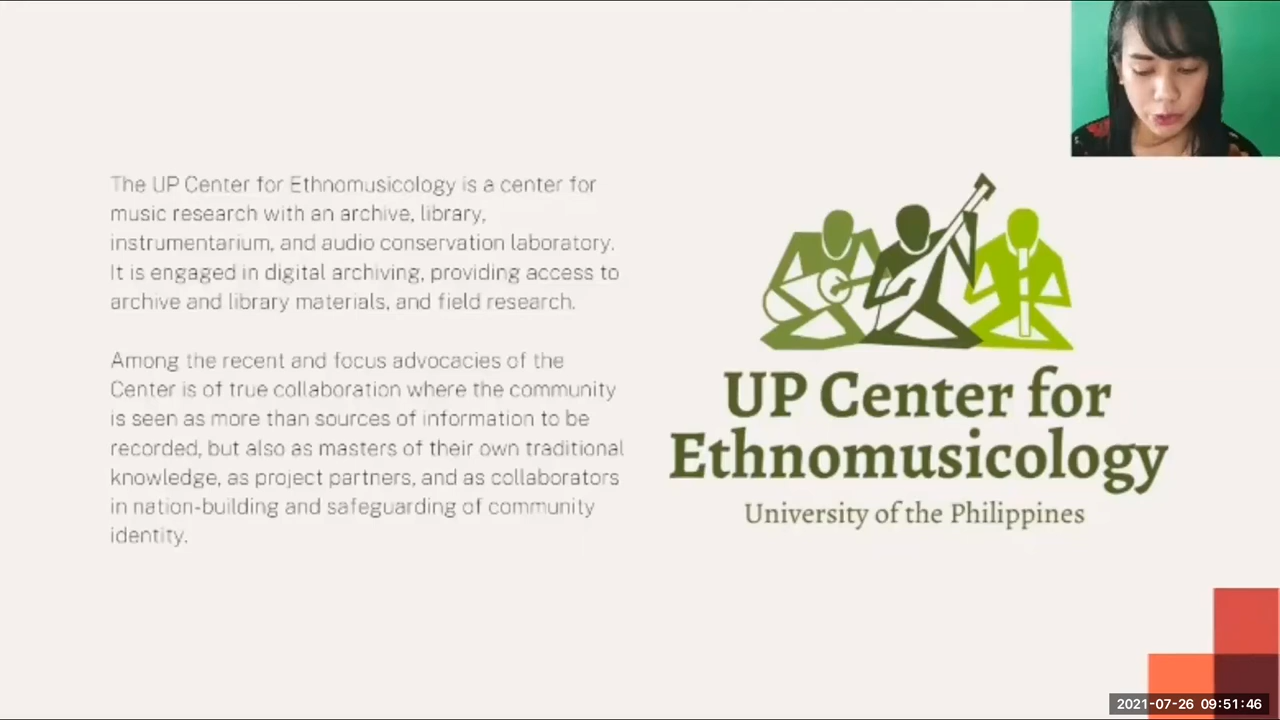 The UP Center for Ethnomusicology is a center for
music research with an archive, library,
instrumentarium, and audio conservation laboratory.
It is engaged in digital archiving, providing access to
archive and library materials, and field research.
Among the recent and focus advocacies of the
Center is of true collaboration where the community
is seen as more than sources of information to be
recorded, but also as masters of their own traditional
knowledge, as project partners, and as collaborators
in nation-building and safeguarding of community
identity.
UP Center for
Ethnomusicology
University of the Philippines
2021-07-26 09:51:46